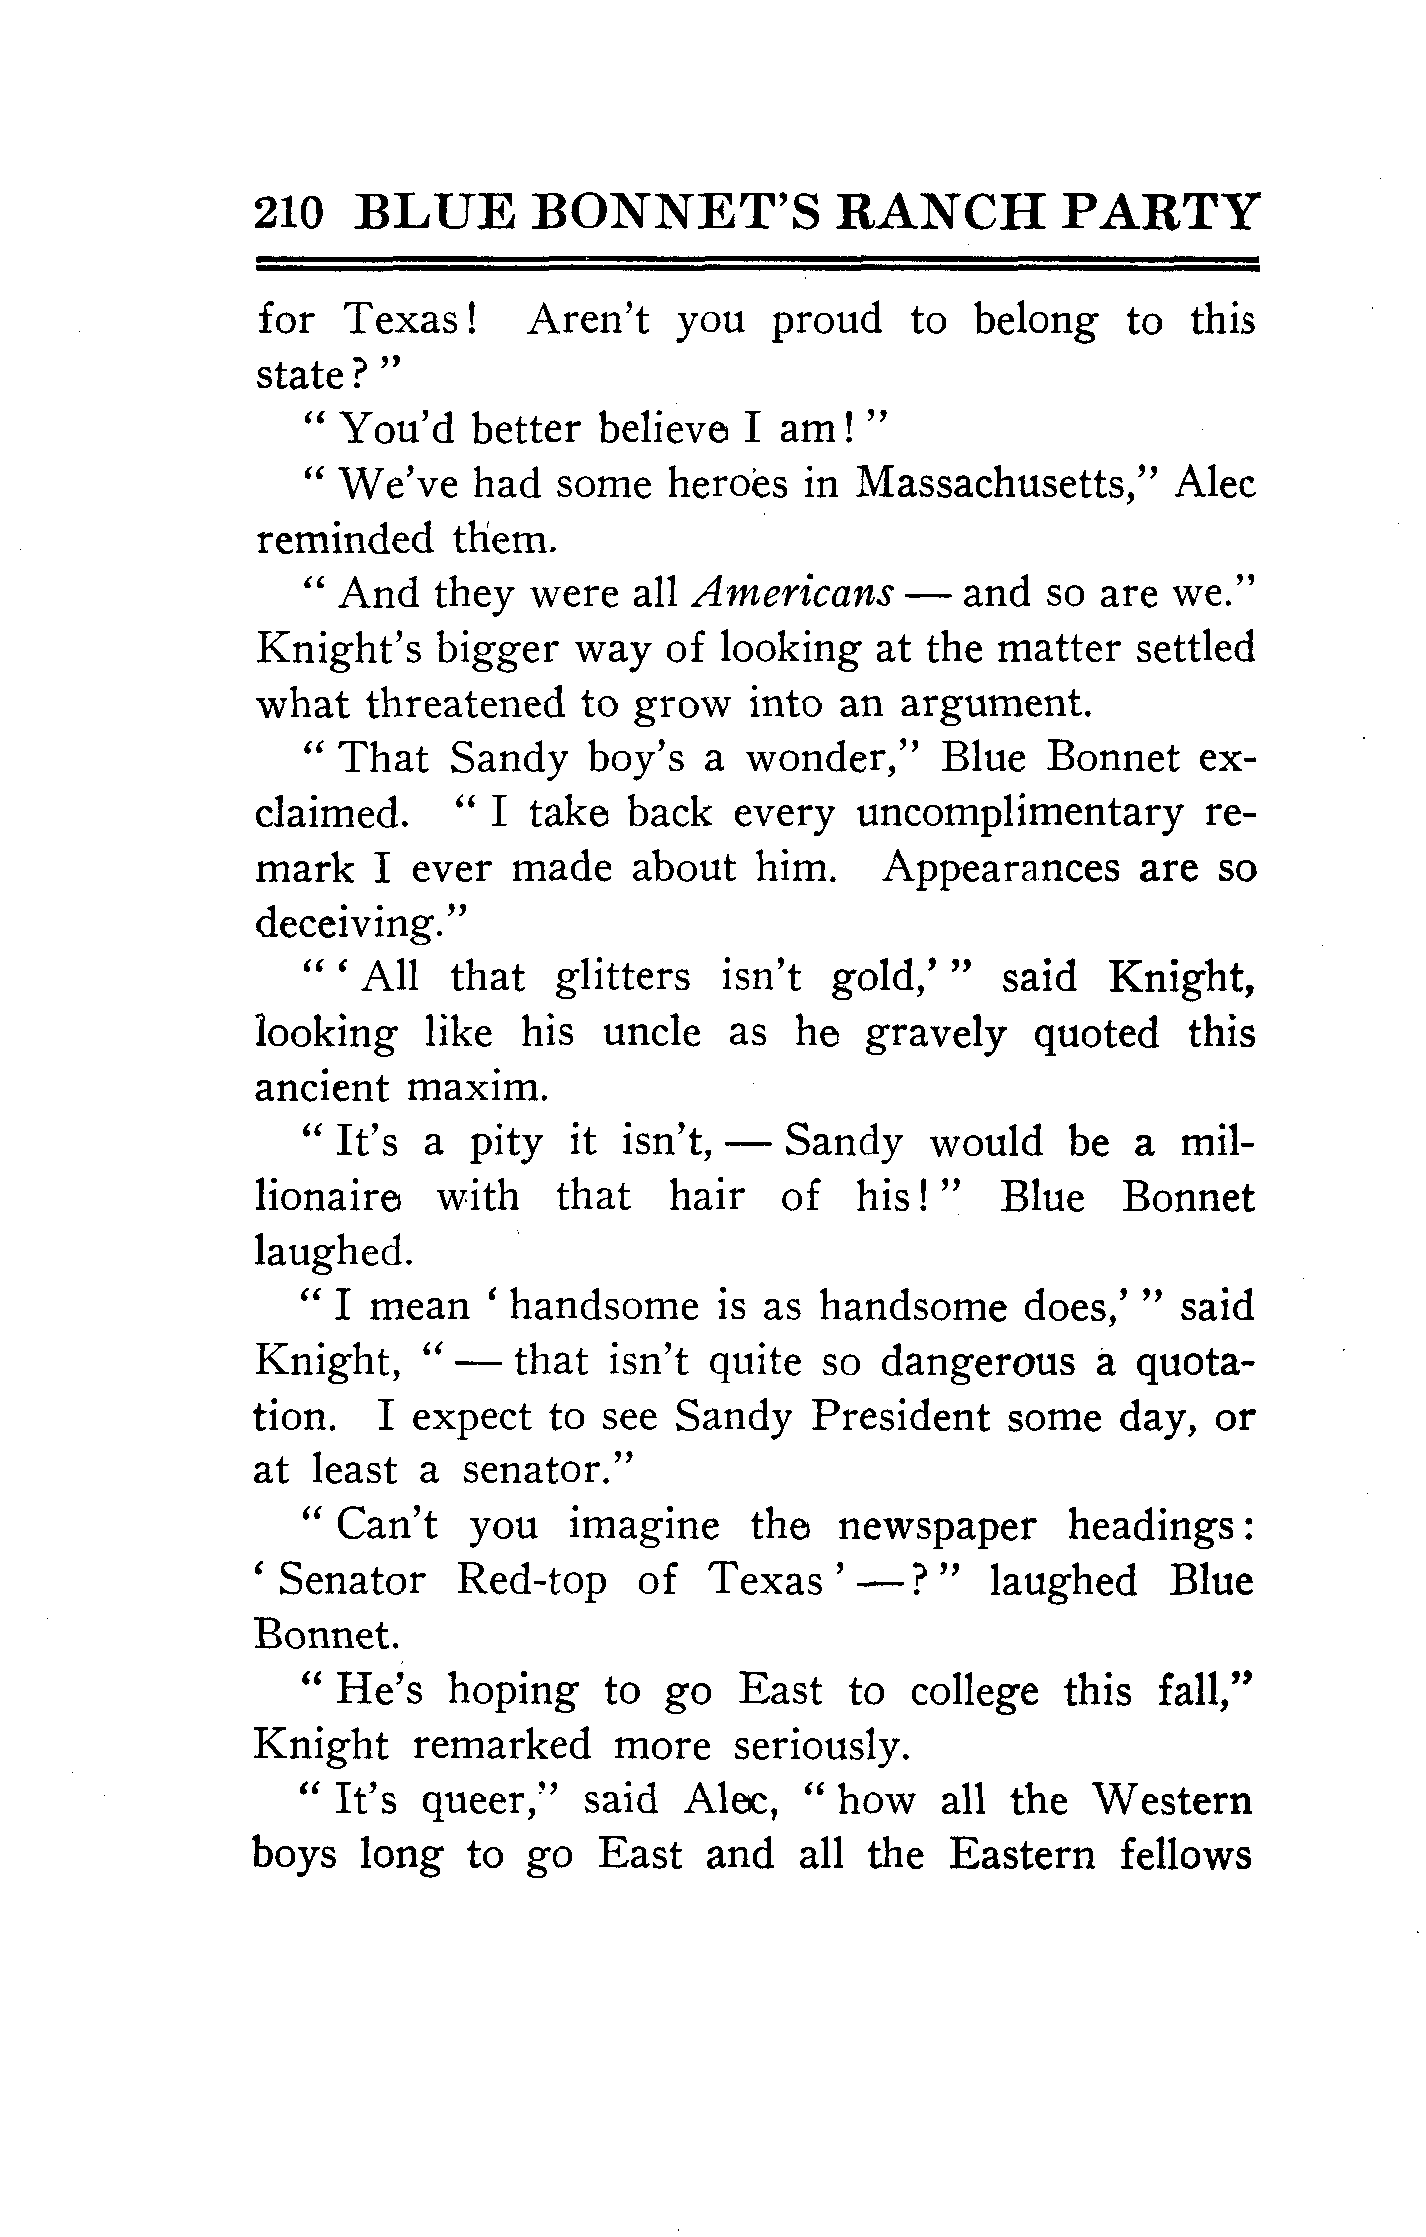 210 BLUE BONNET'S RANCH PARTY
for Texas! Aren't you proud to belong to this
state?"
"You'd better believe I am!"
"We've had some heroes in Massachusetts," Alec
reminded them.
"And they were all Americans — and so are we."
Knight's bigger way of looking at the matter settled
what threatened to grow into an argument.
"That Sandy boy's a wonder," Blue Bonnet ex-
claimed. "I take back every uncomplimentary re-
mark I ever made about him. Appearances are so
deceiving."
"'All that glitters isn't gold,'" said Knight,
looking like his uncle as he gravely quoted this
ancient maxim.
"It's a pity it isn't, — Sandy would be a mil-
lionaire with that hair of his!" Blue Bonnet
laughed.
"I mean 'handsome is as handsome does,'" said
Knight, "— that isn't quite so dangerous a quota-
tion. I expect to see Sandy President some day, or
at least a senator."
"Can't you imagine the newspaper headings:
'Senator Red-top of Texas' —?" laughed Blue
Bonnet.
"He's hoping to go East to college this fall,"
Knight remarked more seriously.
"It's queer," said Alec, "how all the Western
boys long to go East and all the Eastern fellows